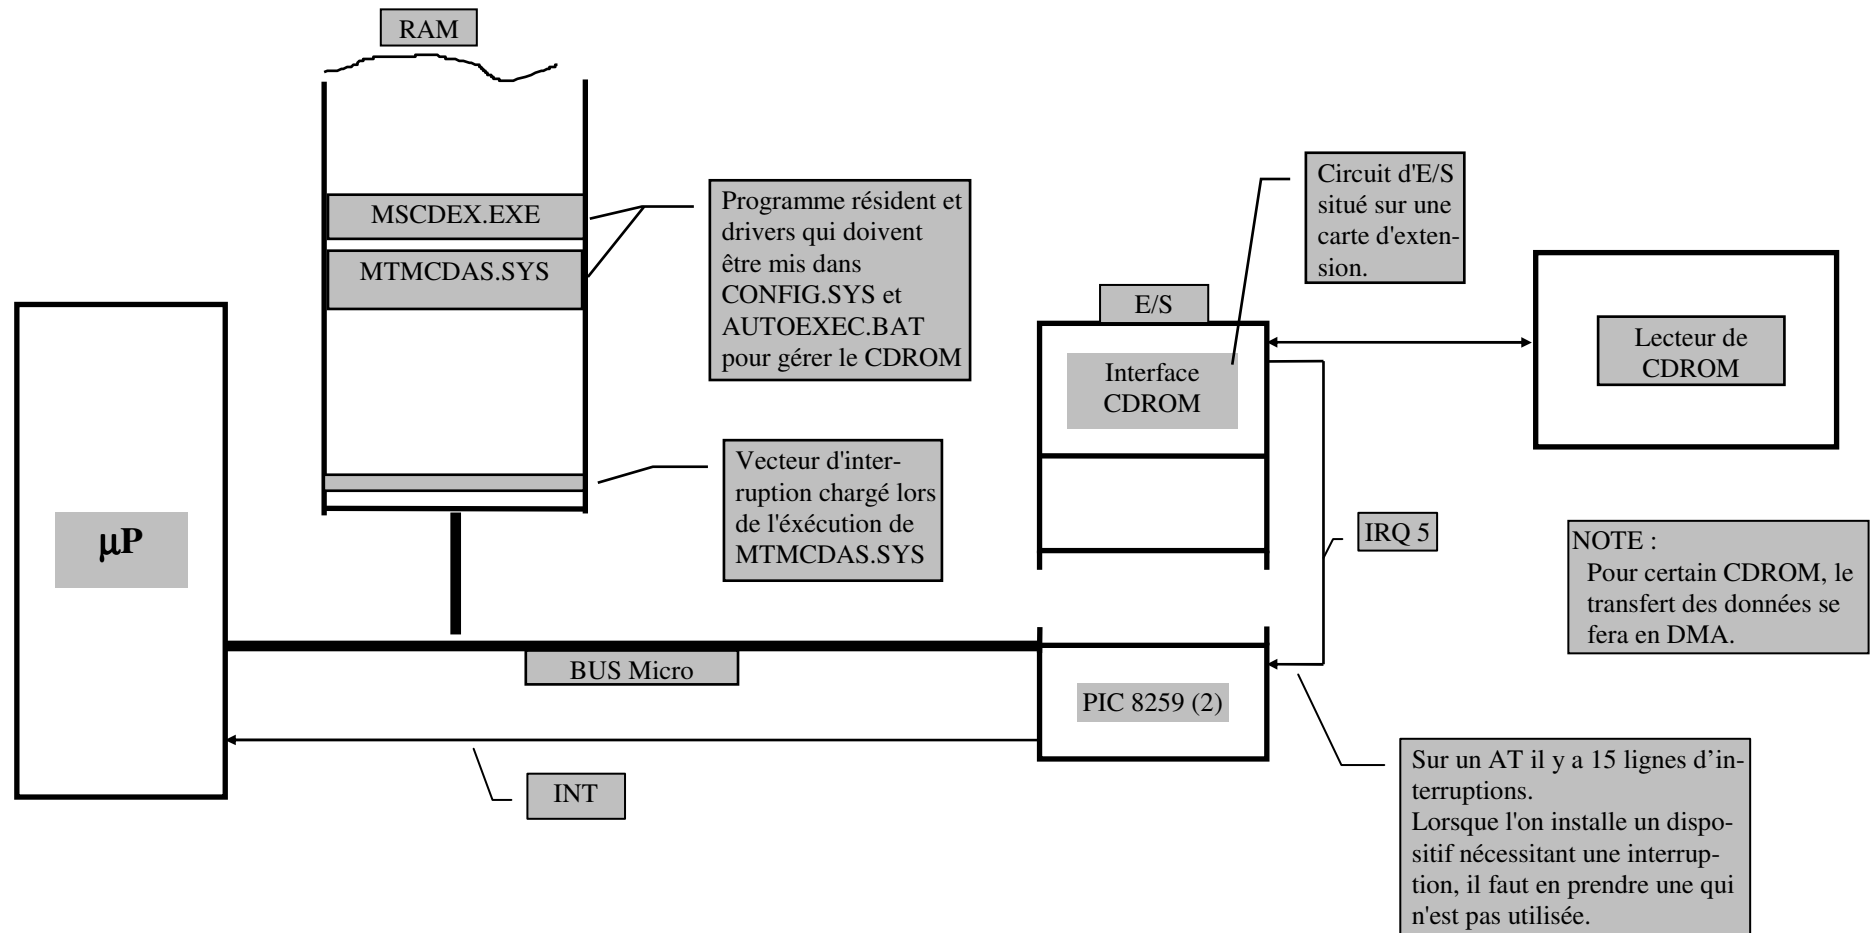 RAM
MSCDEX.EXE
MTMCDAS.SYS
Programme résident et
drivers qui doivent
être mis dans
CONFIG.SYS et
AUTOEXEC.BAT
pour gérer le CDROM
Circuit d'E/S
situé sur une
carte d'exten-
sion.
E/S
Interface
CDROM
Lecteur de
CDROM
Vecteur d'inter-
ruption chargé lors
de l'éxécution de
MTMCDAS.SYS
µP
IRQ 5
NOTE :
Pour certain CDROM, le
transfert des données se
fera en DMA.
BUS Micro
PIC 8259 (2)
INT
Sur un AT il y a 15 lignes d’in-
terruptions.
Lorsque l'on installe un dispo-
sitif nécessitant une interrup-
tion, il faut en prendre une qui
n'est pas utilisée.